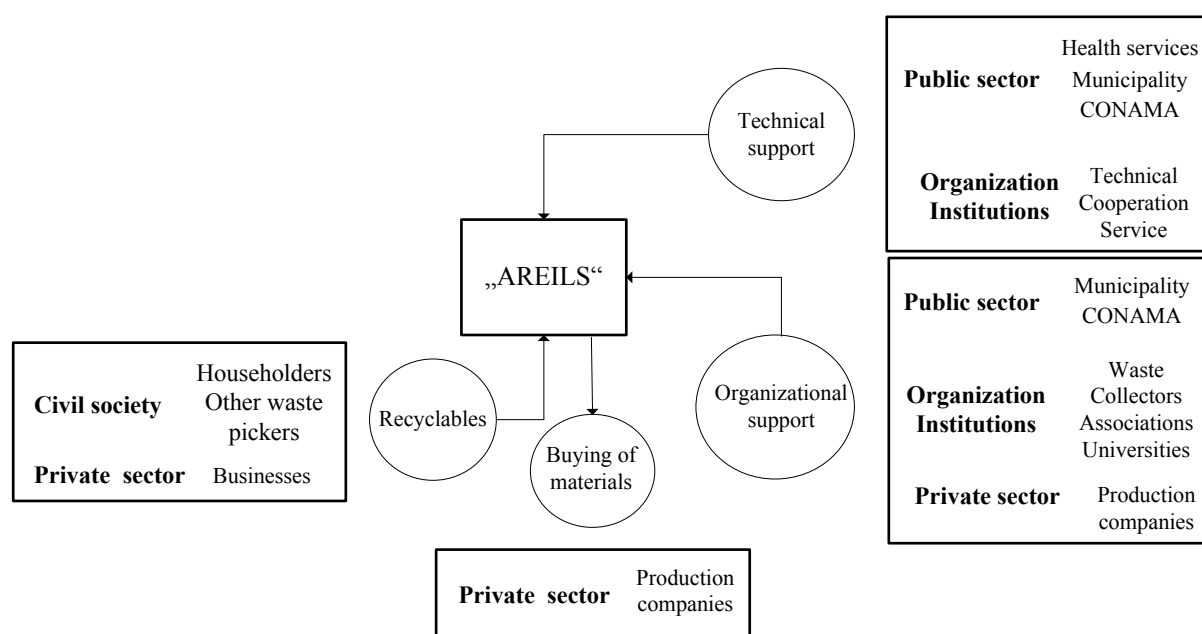 Technical
support
Health services
Public sector Municipality
CONAMA
Organization Technical
Institutions Cooperation
Service
„AREILS“
Public sector Municipality
CONAMA
Waste
Organization Collectors
Institutions Associations
Universities
Private sector Production
companies
Householders
Civil society Other waste
pickers
Private sector Businesses
Recyclables
Buying of
materials
Organizational
support
Private sector Production
companies